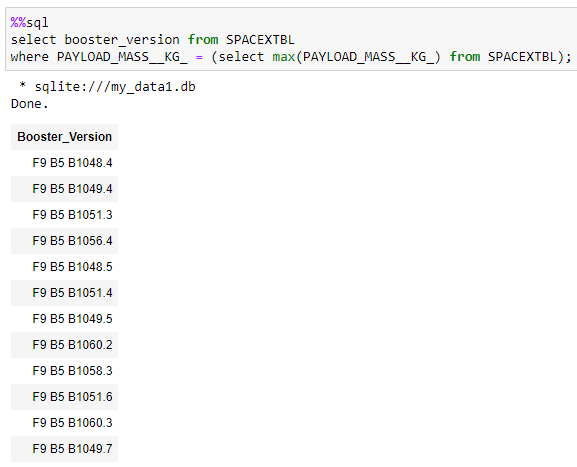 %%sql
select booster_version from SPACEXTBL
where PAYLOAD_MASS__KG_ = (select max(PAYLOAD_MASS__KG_) from SPACEXTBL);
* sqlite:///my_data1.db
Done.
Booster_Version
F9 B5 B1048.4
F9 B5 B1049.4
F9 B5 B1051.3
F9 B5 B1056.4
F9 B5 B1048.5
F9 B5 B1051.4
F9 B5 B1049.5
F9 B5 B1060.2
F9 B5 B1058.3
F9 B5 B1051.6
F9 B5 B1060.3
F9 B5 B1049.7